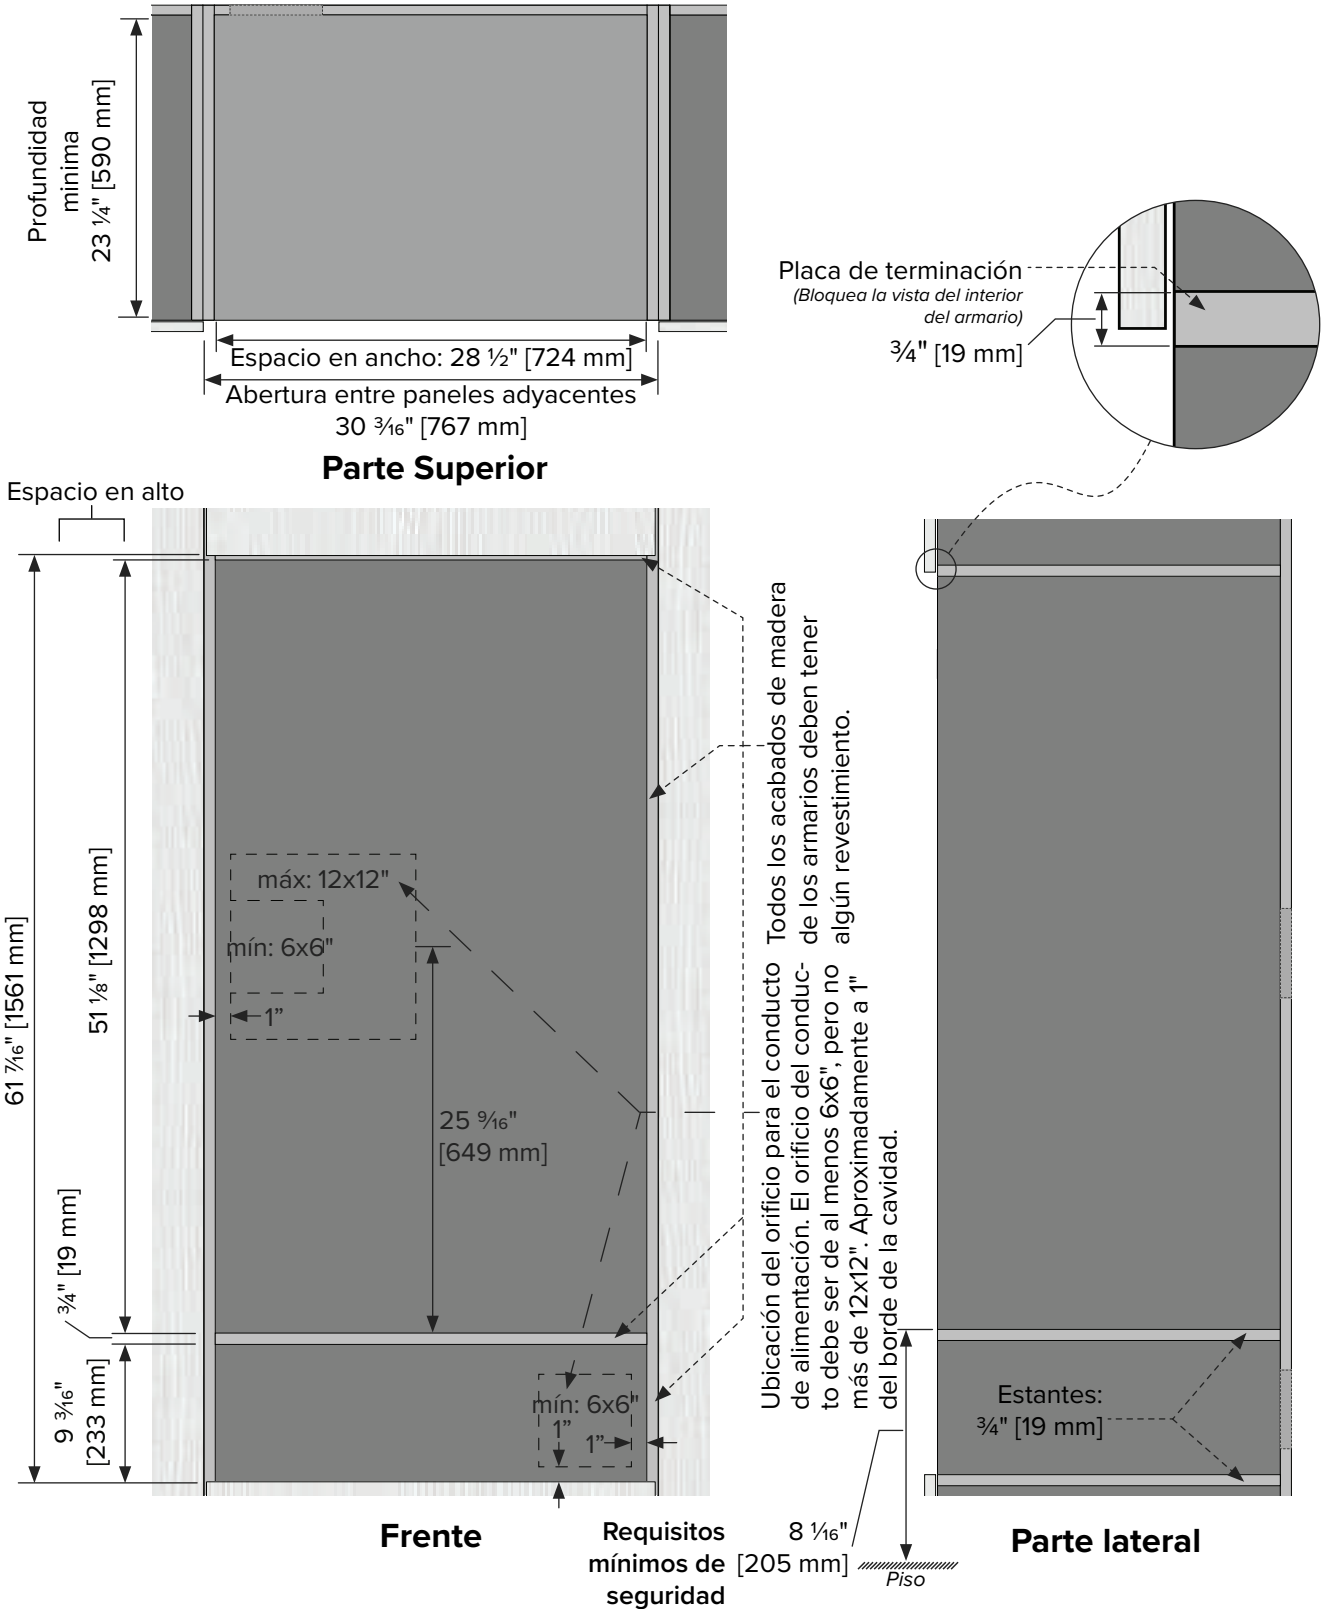 Profundidad
minima
23 ¼" [590 mm]
Espacio en ancho: 28 ½" [724 mm]
Abertura entre paneles adyacentes
30 ³⁄₁₆" [767 mm]
Parte Superior
Placa de terminación
(Bloquea la vista del interior
del armario)
¾" [19 mm]
Espacio en alto
61 ⁷⁄₁₆" [1561 mm]
51 ⅛" [1298 mm]
¾" [19 mm]
9 ³⁄₁₆"
[233 mm]
máx: 12x12"
mín: 6x6"
1”
25 ⁹⁄₁₆"
[649 mm]
mín: 6x6"
1”
1”
Todos los acabados de madera
de los armarios deben tener
algún revestimiento.
Ubicación del orificio para el conducto
de alimentación. El orificio del conduc-
to debe ser de al menos 6x6", pero no
más de 12x12". Aproximadamente a 1"
del borde de la cavidad.
Estantes:
¾" [19 mm]
Frente
Requisitos
mínimos de
seguridad
8 ¹⁄₁₆"
[205 mm]
Piso
Parte lateral